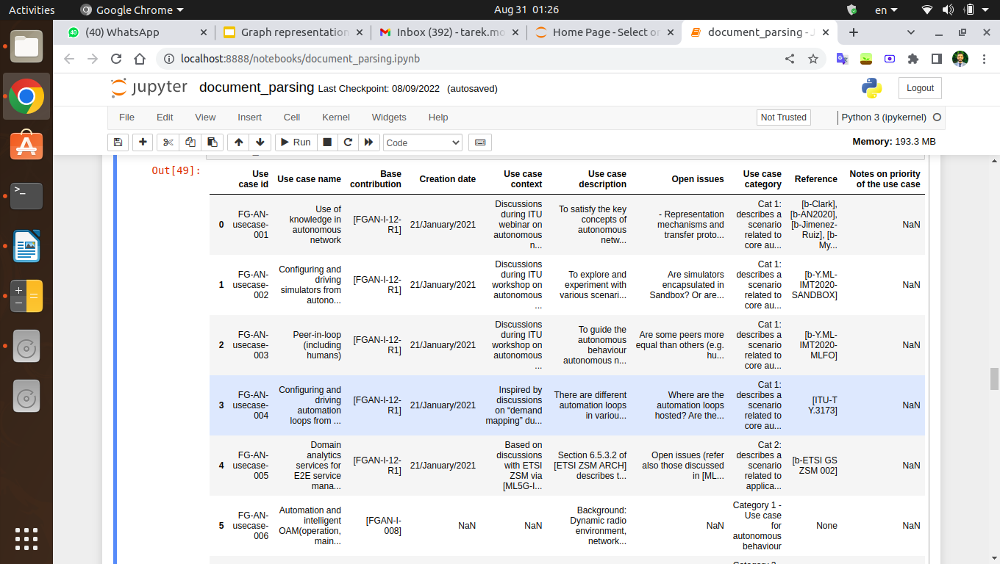 Activities
Google Chrome
Aug 31 01:26
en
(40) WhatsApp
Graph representation
Inbox (392) - tarek.mo
Home Page - Select or
document_parsing - J
localhost:8888/notebooks/document_parsing.ipynb
jupyter
document_parsing Last Checkpoint: 08/09/2022 (autosaved)
Logout
File Edit View Insert Cell Kernel Widgets Help
Not Trusted
Python 3 (ipykernel)
Run
Code
Memory: 193.3 MB
Out[49]:
Use case id
Use case name
Base contribution
Creation date
Use case context
Use case description
Open issues
Use case category
Reference
Notes on priority of the use case
0
FG-AN-usecase-001
Use of knowledge in autonomous network
[FGAN-I-12-R1]
21/January/2021
Discussions during ITU webinar on autonomous n...
To satisfy the key concepts of autonomous netw...
- Representation mechanisms and transfer proto...
Cat 1: describes a scenario related to core au...
[b-Clark], [b-AN2020], [b-Jimenez-Ruiz], [b-My...
NaN
1
FG-AN-usecase-002
Configuring and driving simulators from autono...
[FGAN-I-12-R1]
21/January/2021
Discussions during ITU workshop on autonomous ...
To explore and experiment with various scenari...
Are simulators encapsulated in Sandbox? Or are...
Cat 1: describes a scenario related to core au...
[b-Y.ML-IMT2020-SANDBOX]
NaN
2
FG-AN-usecase-003
Peer-in-loop (including humans)
[FGAN-I-12-R1]
21/January/2021
Discussions during ITU workshop on autonomous ...
To guide the autonomous behaviour autonomous n...
Are some peers more equal than others (e.g. hu...
Cat 1: describes a scenario related to core au...
[b-Y.ML-IMT2020-MLFO]
NaN
3
FG-AN-usecase-004
Configuring and driving automation loops from ...
[FGAN-I-12-R1]
21/January/2021
Inspired by discussions on “demand mapping” du...
There are different automation loops in variou...
Where are the automation loops hosted? Are the...
Cat 1: describes a scenario related to core au...
[ITU-T Y.3173]
NaN
4
FG-AN-usecase-005
Domain analytics services for E2E service mana...
[FGAN-I-12-R1]
21/January/2021
Based on discussions with ETSI ZSM via [ML5G-I...
Section 6.5.3.2 of [ETSI ZSM ARCH] describes t...
Open issues (refer also those discussed in [ML...
Cat 2: describes a scenario related to applica...
[b-ETSI GS ZSM 002]
NaN
5
FG-AN-usecase-006
Automation and intelligent OAM(operation, main...
[FGAN-I-008]
NaN
NaN
Background: Dynamic radio environment, network...
NaN
Category 1 - Use case for autonomous behaviour
None
NaN